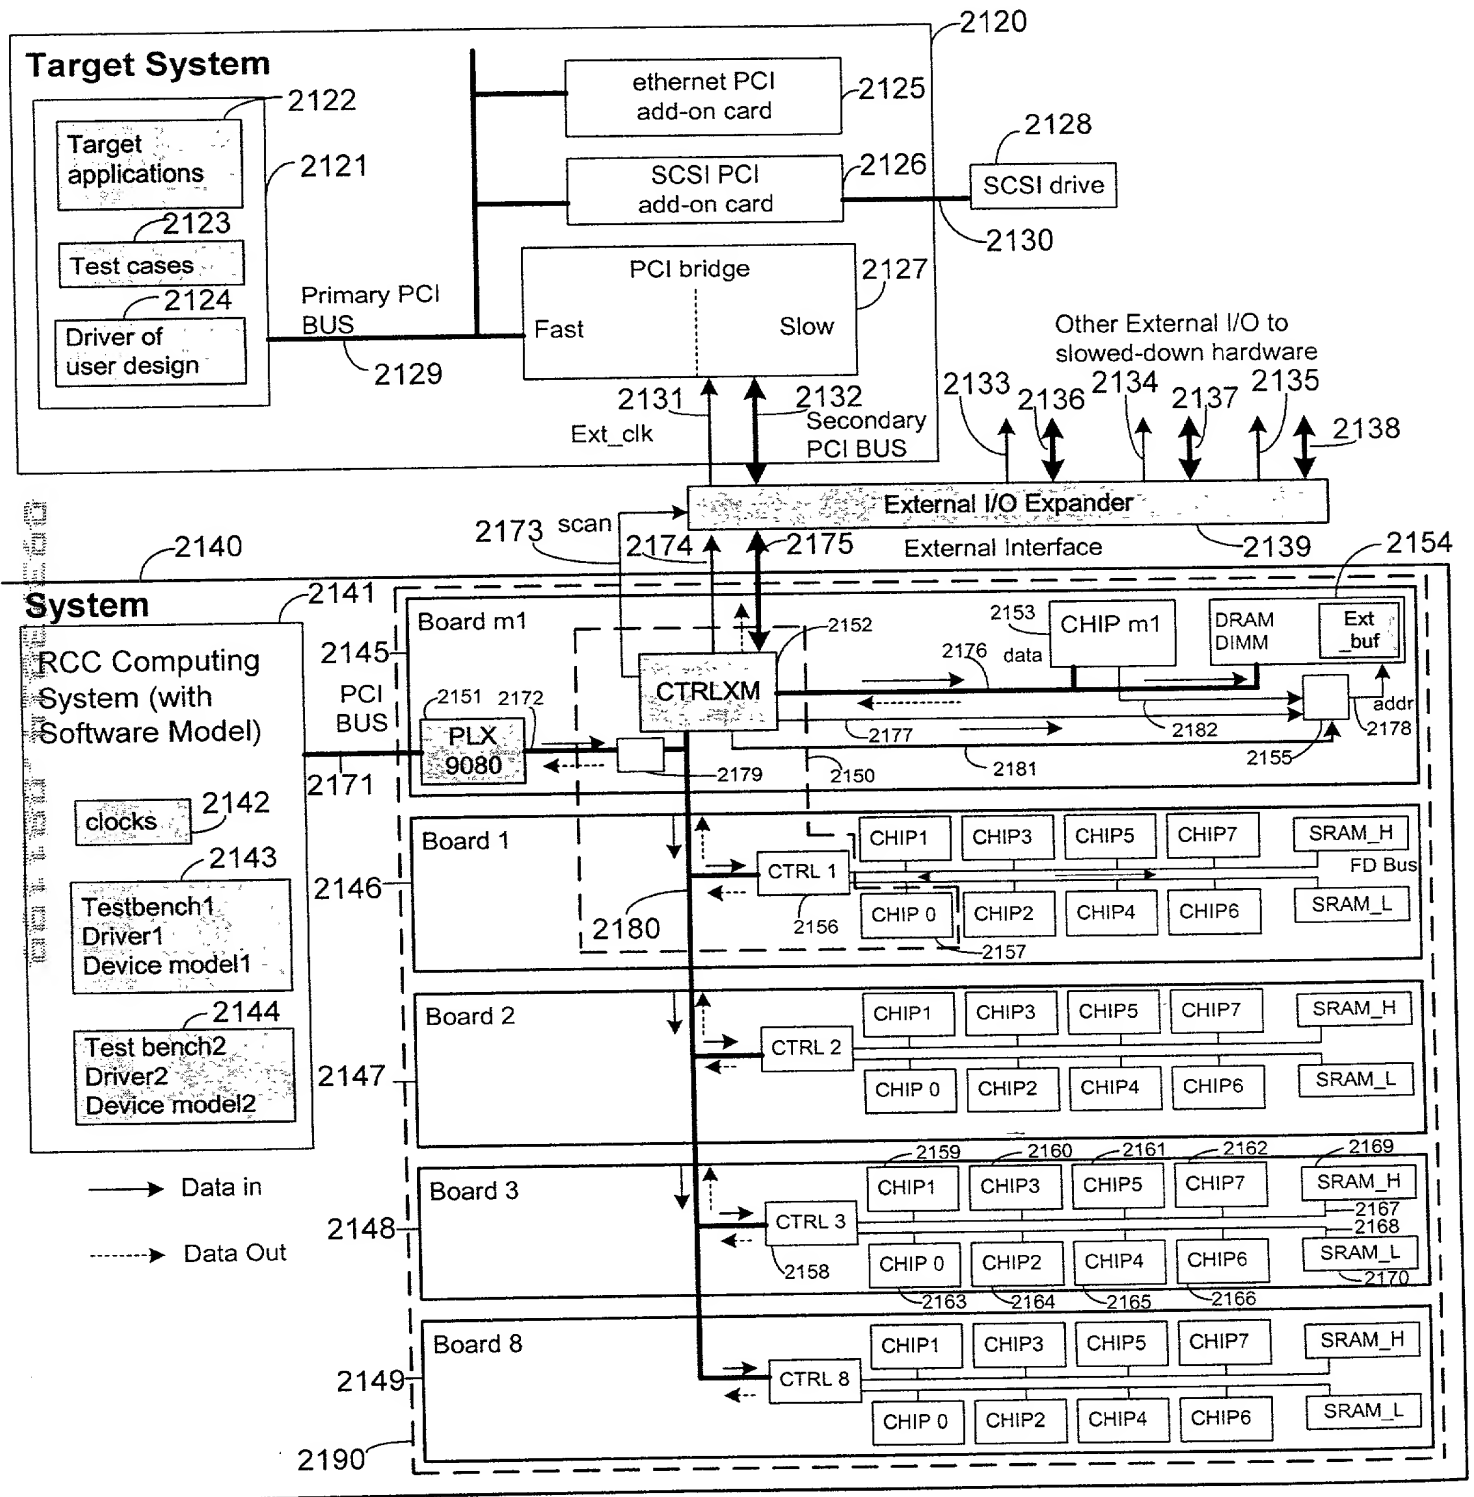 2120
Target System
2122
Target
applications
2121
2123
Test cases
2124
Driver of
user design
Primary PCI
BUS
2129
ethernet PCI
add-on card
2125
SCSI PCI
add-on card
2126
2128
SCSI drive
2130
PCI bridge
2127
Fast
Slow
2131
Ext_clk
2132
Secondary
PCI BUS
Other External I/O to
slowed-down hardware
2133
2136
2134
2137
2135
2138
External I/O Expander
2173
scan
2174
2175
External Interface
2139
2154
2140
System
2141
RCC Computing
System (with
Software Model)
2145
PCI
BUS
2171
clocks
2142
2143
Testbench1
Driver1
Device model1
2144
Test bench2
Driver2
Device model2
Data in
Data Out
Board m1
2151
PLX
9080
2172
2179
2152
CTRLXM
2150
2176
2177
2181
2153
data
CHIP m1
DRAM
DIMM
Ext
_buf
addr
2178
2182
2155
2146
Board 1
2180
CTRL 1
2156
CHIP1
CHIP3
CHIP5
CHIP7
SRAM_H
FD Bus
CHIP 0
CHIP2
CHIP4
CHIP6
SRAM_L
2157
2147
Board 2
CTRL 2
CHIP1
CHIP3
CHIP5
CHIP7
SRAM_H
CHIP 0
CHIP2
CHIP4
CHIP6
SRAM_L
2148
Board 3
CTRL 3
2158
2159
2160
2161
2162
2169
CHIP1
CHIP3
CHIP5
CHIP7
SRAM_H
2167
2168
CHIP 0
CHIP2
CHIP4
CHIP6
SRAM_L
2170
2163
2164
2165
2166
2149
Board 8
CTRL 8
CHIP1
CHIP3
CHIP5
CHIP7
SRAM_H
CHIP 0
CHIP2
CHIP4
CHIP6
SRAM_L
2190